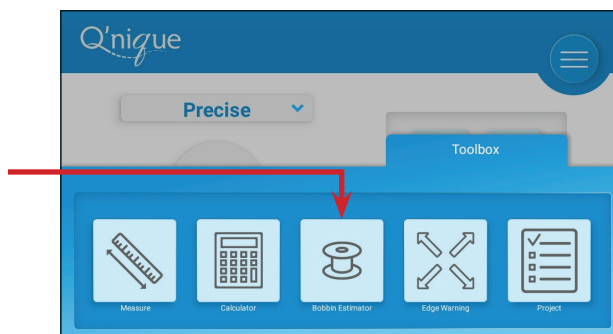 Q'nique
Precise
Toolbox
Measure
Calculator
Bobbin Estimator
Edge Warning
Project